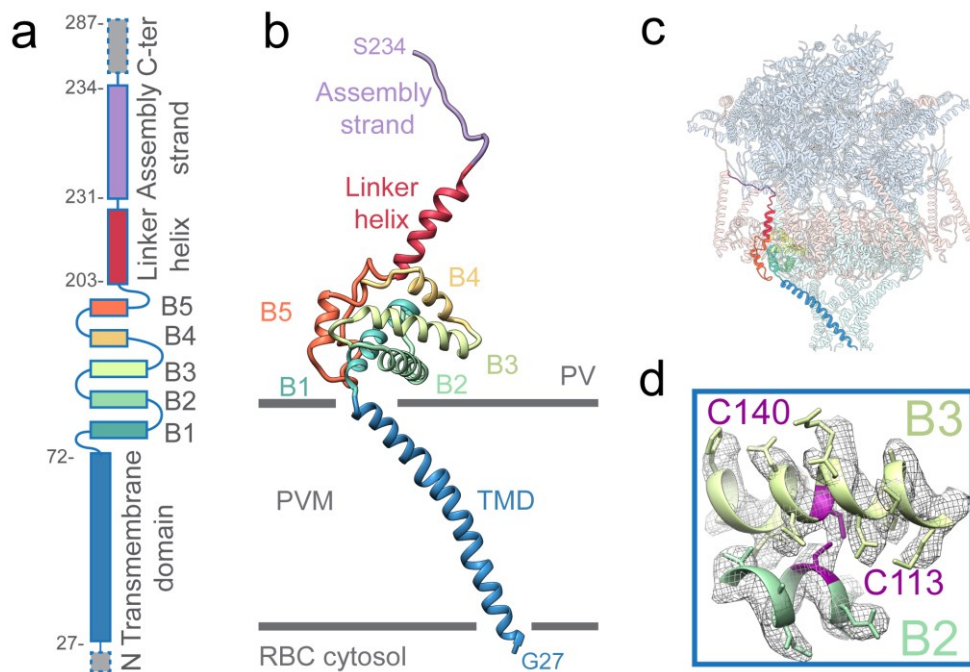 a
287-
C-ter
234-
Assembly
strand
231-
Linker
helix
203-
B5
B4
B3
B2
B1
72-
Transmembrane
domain
27-
N
b
S234
Assembly
strand
Linker
helix
B4
B5
B3
B1
B2
PV
PVM
TMD
RBC cytosol
G27
c
d
C140
B3
C113
B2